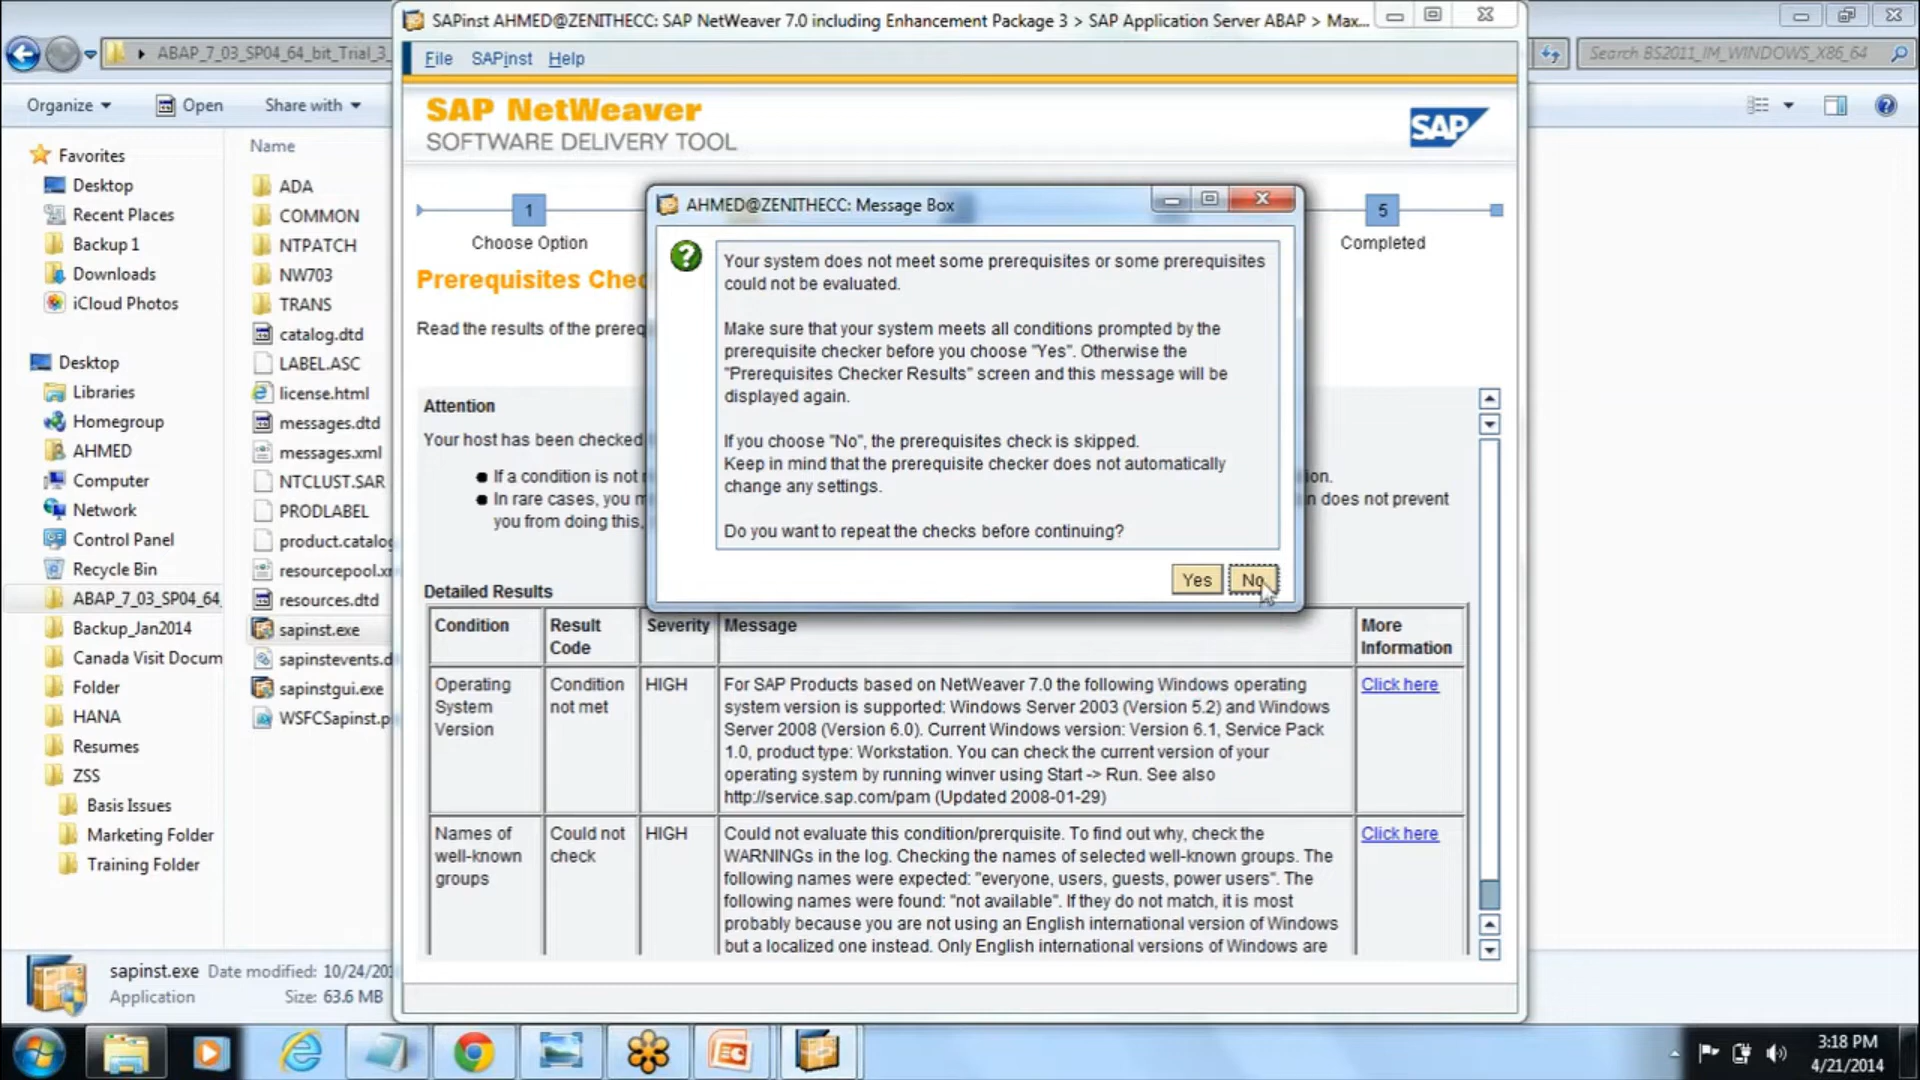 SAPinst AHMED@ZENITHECC: SAP NetWeaver 7.0 including Enhancement Package 3 > SAP Application Server ABAP > Max...
ABAP_7_03_SP04_64_bit_Trial_3_
Search BS2011_IM_WINDOWS_X86_64
File SAPinst Help
Organize Open Share with
SAP NetWeaver
SOFTWARE DELIVERY TOOL
SAP
Favorites
Desktop
Recent Places
Backup 1
Downloads
iCloud Photos
Desktop
Libraries
Homegroup
AHMED
Computer
Network
Control Panel
Recycle Bin
ABAP_7_03_SP04_64_
Backup_Jan2014
Canada Visit Docum
Folder
HANA
Resumes
ZSS
Basis Issues
Marketing Folder
Training Folder
Name
ADA
COMMON
NTPATCH
NW703
TRANS
catalog.dtd
LABEL.ASC
license.html
messages.dtd
messages.xml
NTCLUST.SAR
PRODLABEL
product.catalog
resourcepool.xm
resources.dtd
sapinst.exe
sapinstevents.d
sapinstgui.exe
WSFCSapinst.p
1
Choose Option
5
Completed
Prerequisites Chec
Read the results of the prereq
Attention
Your host has been checked
If a condition is not m
on.
In rare cases, you m
n does not prevent
you from doing this,
AHMED@ZENITHECC: Message Box
Your system does not meet some prerequisites or some prerequisites
could not be evaluated.
Make sure that your system meets all conditions prompted by the
prerequisite checker before you choose "Yes". Otherwise the
"Prerequisites Checker Results" screen and this message will be
displayed again.
If you choose "No", the prerequisites check is skipped.
Keep in mind that the prerequisite checker does not automatically
change any settings.
Do you want to repeat the checks before continuing?
Yes No
Detailed Results
Condition Result Code Severity Message More Information
Operating System Version
Condition not met
HIGH
For SAP Products based on NetWeaver 7.0 the following Windows operating
system version is supported: Windows Server 2003 (Version 5.2) and Windows
Server 2008 (Version 6.0). Current Windows version: Version 6.1, Service Pack
1.0, product type: Workstation. You can check the current version of your
operating system by running winver using Start -> Run. See also
http://service.sap.com/pam (Updated 2008-01-29)
Click here
Names of well-known groups
Could not check
HIGH
Could not evaluate this condition/prerquisite. To find out why, check the
WARNINGs in the log. Checking the names of selected well-known groups. The
following names were expected: "everyone, users, guests, power users". The
following names were found: "not available". If they do not match, it is most
probably because you are not using an English international version of Windows
but a localized one instead. Only English international versions of Windows are
Click here
sapinst.exe Date modified: 10/24/20
Application Size: 63.6 MB
3:18 PM
4/21/2014